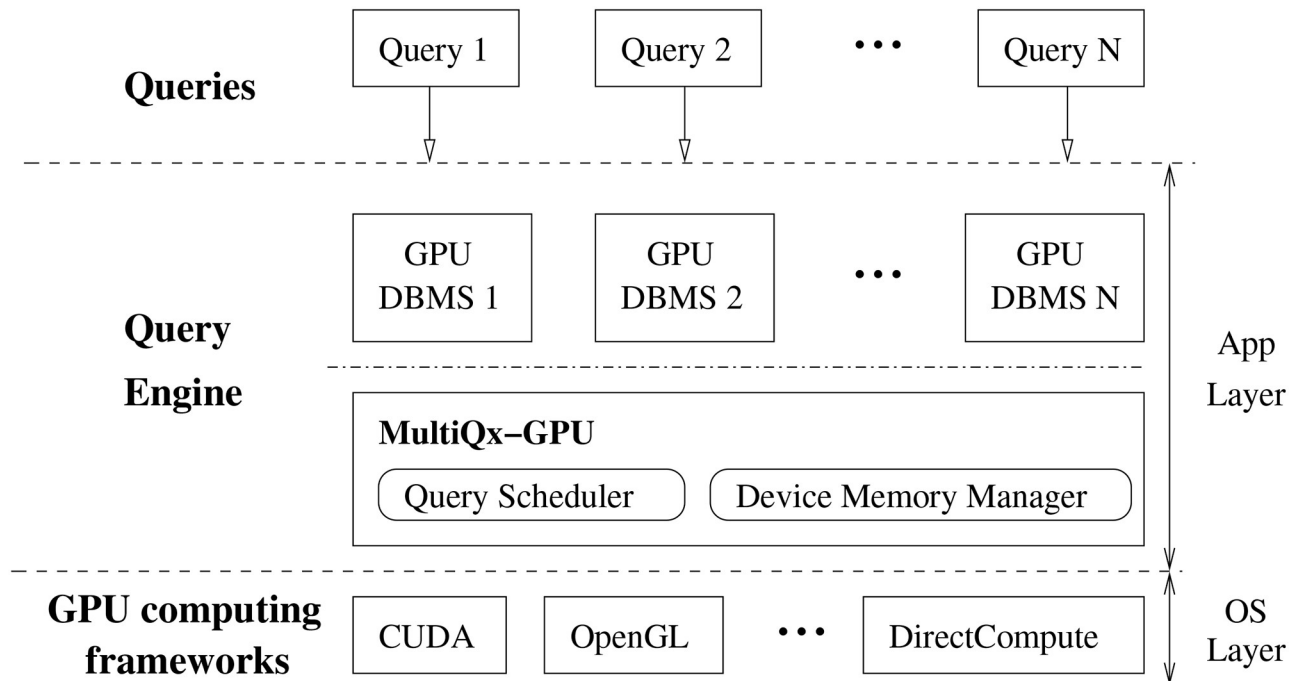 Queries
Query 1
Query 2
•••
Query N
Query
Engine
GPU
DBMS 1
GPU
DBMS 2
•••
GPU
DBMS N
MultiQx–GPU
Query Scheduler
Device Memory Manager
App
Layer
GPU computing
frameworks
CUDA
OpenGL
•••
DirectCompute
OS
Layer